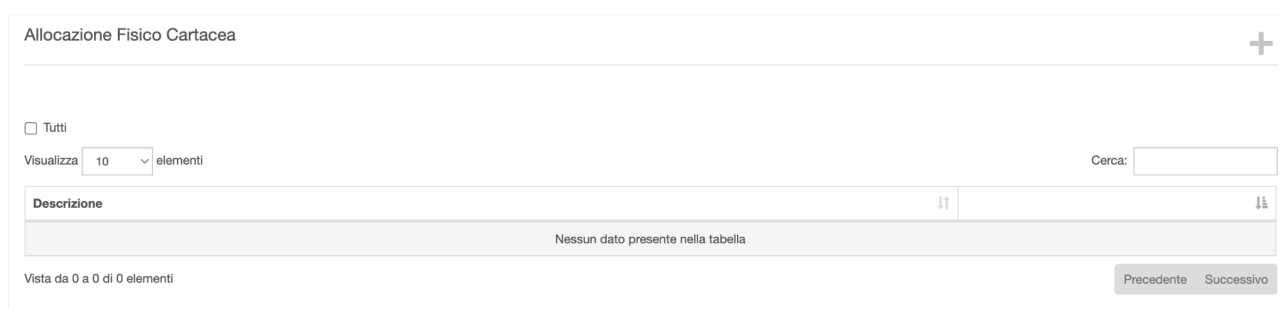 Allocazione Fisico Cartacea
Tutti
Visualizza 10 elementi
Cerca:
Descrizione
Nessun dato presente nella tabella
Vista da 0 a 0 di 0 elementi
Precedente Successivo